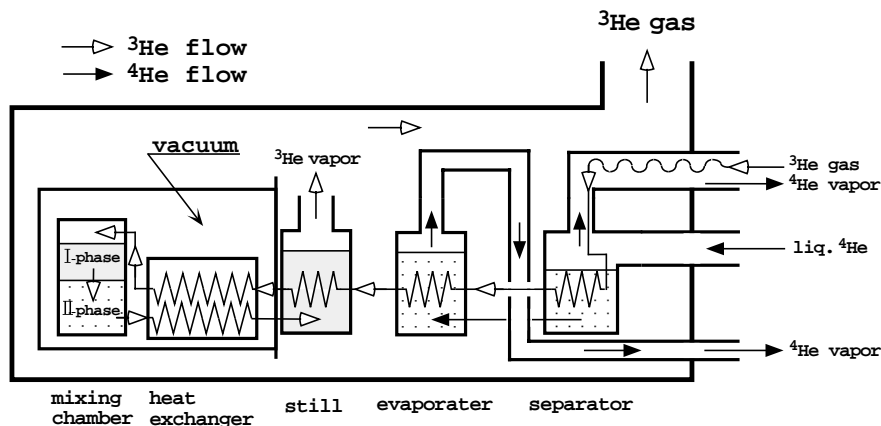 ³He gas
³He flow
⁴He flow
vacuum
³He vapor
³He gas
⁴He vapor
liq. ⁴He
I-phase
II-phase
⁴He vapor
mixing
chamber
heat
exchanger
still
evaporater
separator